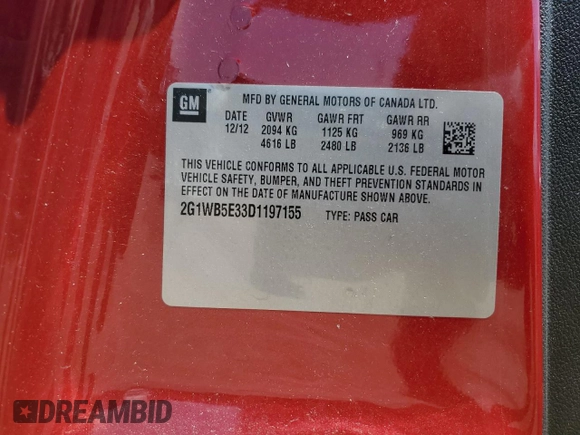 GM
MFD BY GENERAL MOTORS OF CANADA LTD.
DATE GVWR GAWR FRT GAWR RR
12/12 2094 KG 1125 KG 969 KG
4616 LB 2480 LB 2136 LB
THIS VEHICLE CONFORMS TO ALL APPLICABLE U.S. FEDERAL MOTOR
VEHICLE SAFETY, BUMPER, AND THEFT PREVENTION STANDARDS IN
EFFECT ON THE DATE OF MANUFACTURE SHOWN ABOVE.
2G1WB5E33D1197155 TYPE: PASS CAR
DREAMBID